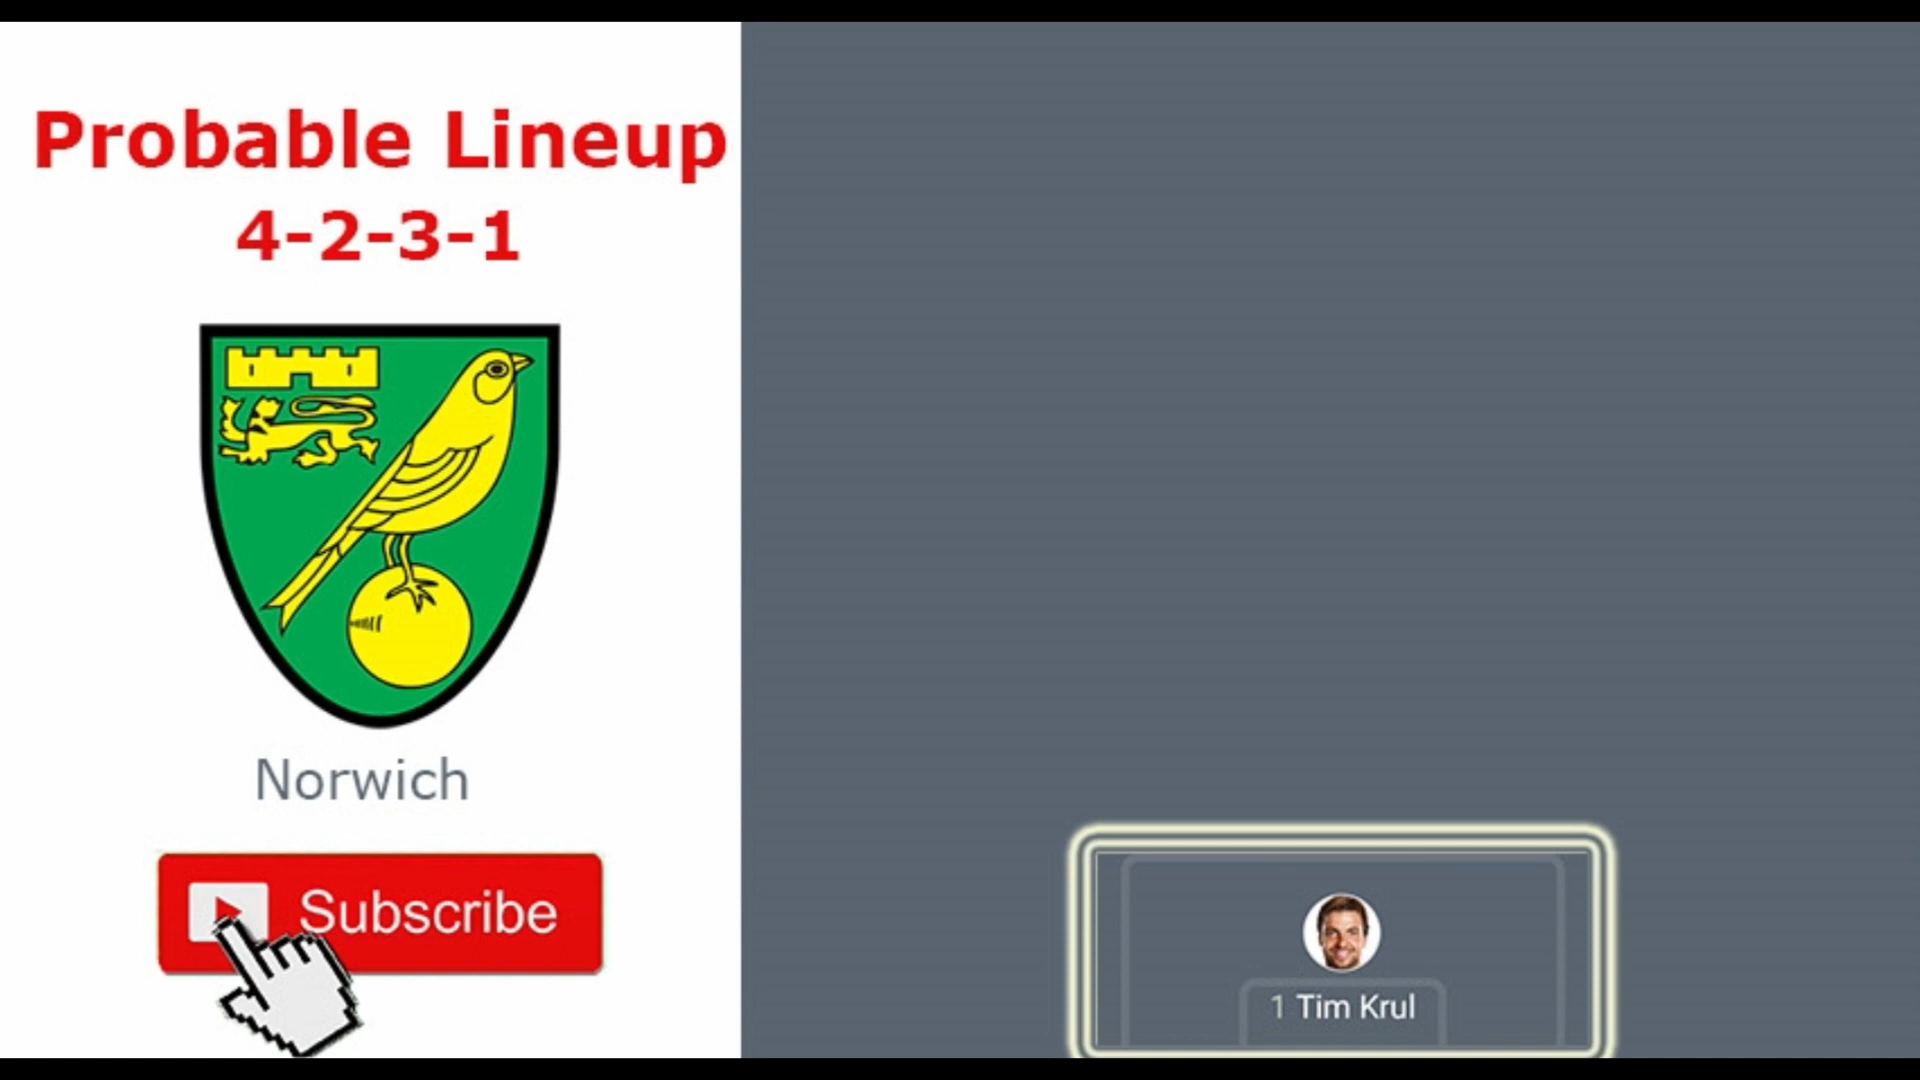 Probable Lineup
4-2-3-1
Norwich
Subscribe
1 Tim Krul